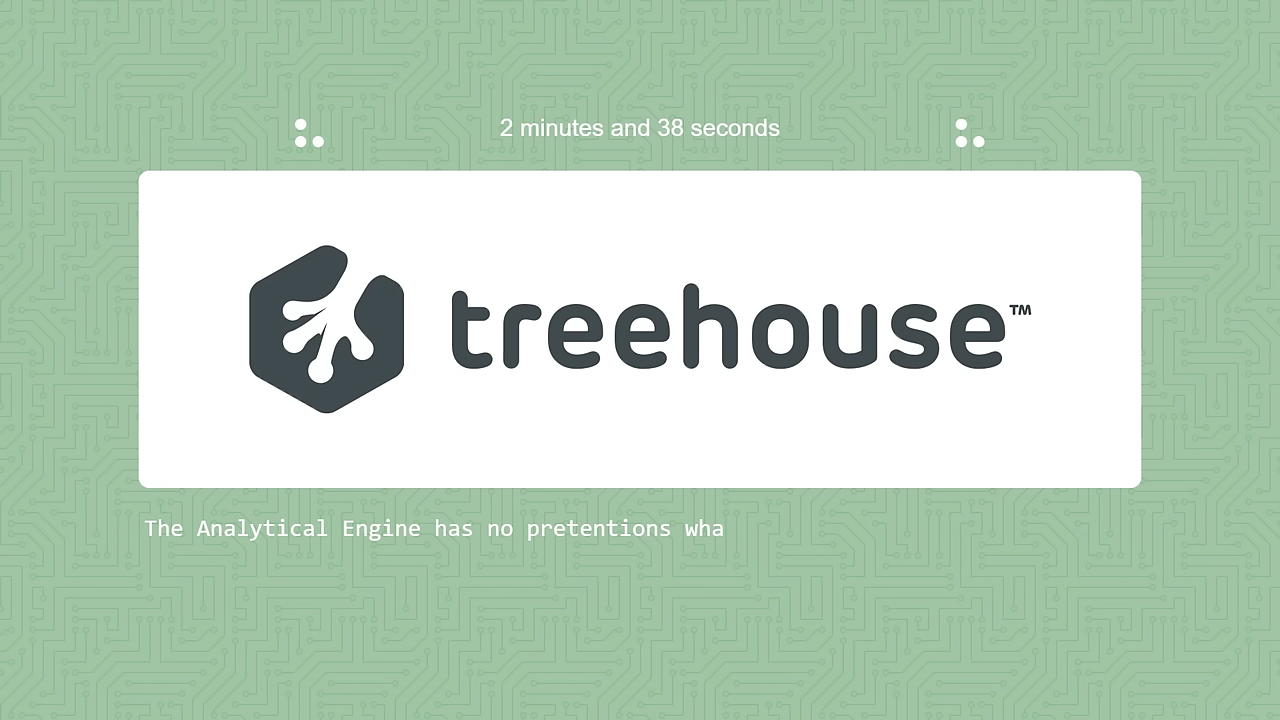 2 minutes and 38 seconds
treehouse™
The Analytical Engine has no pretentions wha